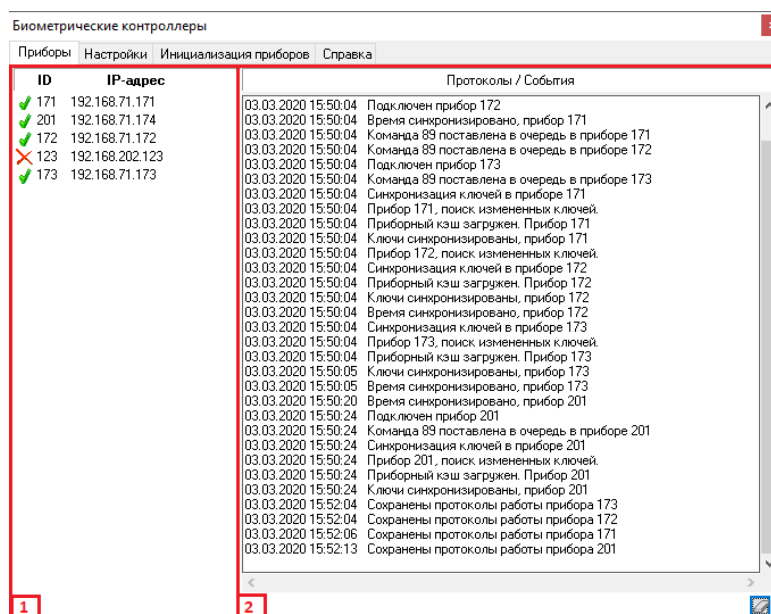 Биометрические контроллеры
Приборы Настройки Инициализация приборов Справка
ID IP-адрес
171 192.168.71.171
201 192.168.71.174
172 192.168.71.172
123 192.168.202.123
173 192.168.71.173
1
Протоколы / События
03.03.2020 15:50:04 Подключен прибор 172
03.03.2020 15:50:04 Время синхронизировано, прибор 171
03.03.2020 15:50:04 Команда 89 поставлена в очередь в приборе 171
03.03.2020 15:50:04 Команда 89 поставлена в очередь в приборе 172
03.03.2020 15:50:04 Подключен прибор 173
03.03.2020 15:50:04 Команда 89 поставлена в очередь в приборе 173
03.03.2020 15:50:04 Синхронизация ключей в приборе 171
03.03.2020 15:50:04 Прибор 171, поиск измененных ключей.
03.03.2020 15:50:04 Приборный кэш загружен. Прибор 171
03.03.2020 15:50:04 Ключи синхронизированы, прибор 171
03.03.2020 15:50:04 Прибор 172, поиск измененных ключей.
03.03.2020 15:50:04 Синхронизация ключей в приборе 172
03.03.2020 15:50:04 Приборный кэш загружен. Прибор 172
03.03.2020 15:50:04 Ключи синхронизированы, прибор 172
03.03.2020 15:50:04 Время синхронизировано, прибор 172
03.03.2020 15:50:04 Синхронизация ключей в приборе 173
03.03.2020 15:50:04 Прибор 173, поиск измененных ключей.
03.03.2020 15:50:04 Приборный кэш загружен. Прибор 173
03.03.2020 15:50:05 Ключи синхронизированы, прибор 173
03.03.2020 15:50:05 Время синхронизировано, прибор 173
03.03.2020 15:50:20 Время синхронизировано, прибор 201
03.03.2020 15:50:24 Подключен прибор 201
03.03.2020 15:50:24 Команда 89 поставлена в очередь в приборе 201
03.03.2020 15:50:24 Синхронизация ключей в приборе 201
03.03.2020 15:50:24 Прибор 201, поиск измененных ключей.
03.03.2020 15:50:24 Приборный кэш загружен. Прибор 201
03.03.2020 15:50:24 Ключи синхронизированы, прибор 201
03.03.2020 15:52:04 Сохранены протоколы работы прибора 173
03.03.2020 15:52:04 Сохранены протоколы работы прибора 172
03.03.2020 15:52:06 Сохранены протоколы работы прибора 171
03.03.2020 15:52:13 Сохранены протоколы работы прибора 201
2